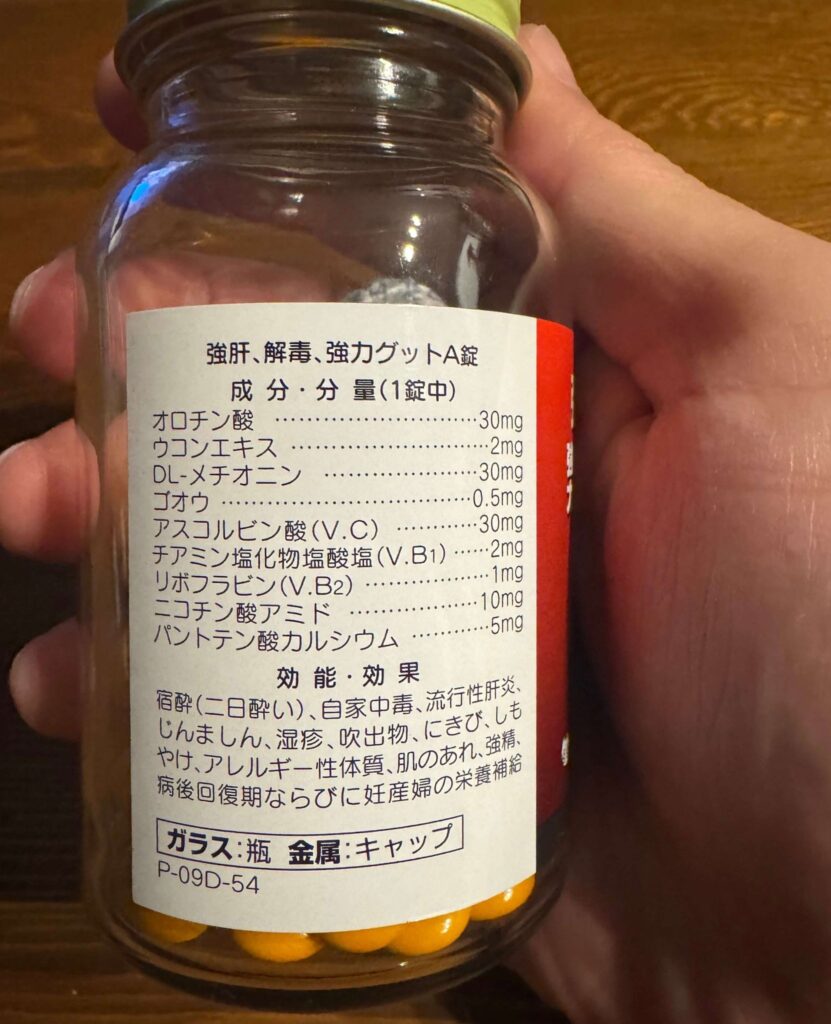 強肝、解毒、強力グットA錠
成分・分量(1錠中)
オロチン酸 ……………………… 30mg
ウコンエキス …………………… 2mg
DL-メチオニン ………………… 30mg
ゴオウ …………………………… 0.5mg
アスコルビン酸(V.C) ………… 30mg
チアミン塩化物塩酸塩(V.B1) …… 2mg
リボフラビン(V.B2) …………… 1mg
ニコチン酸アミド ……………… 10mg
パントテン酸カルシウム ……… 5mg
効能・効果
宿酔(二日酔い)、自家中毒、流行性肝炎、
じんましん、湿疹、吹出物、にきび、しも
やけ、アレルギー性体質、肌のあれ、強精、
病後回復期ならびに妊産婦の栄養補給
ガラス:瓶 金属:キャップ
P-09D-54